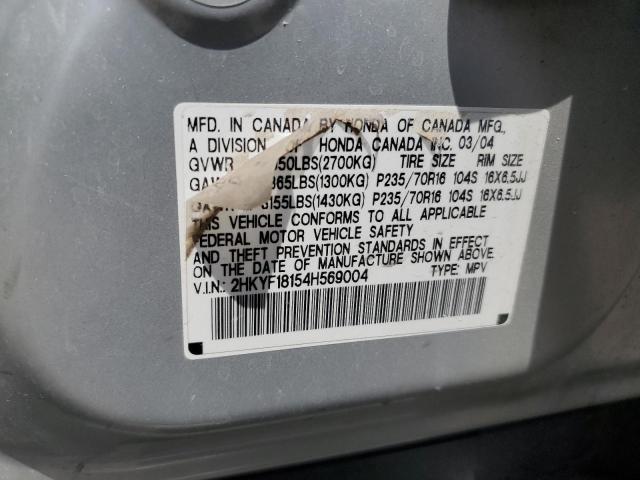 MFD. IN CANADA BY HONDA OF CANADA MFG.,
A DIVISION OF HONDA CANADA INC. 03/04
GVWR 950LBS(2700KG) TIRE SIZE RIM SIZE
865LBS(1300KG) P235/70R16 104S 16X6.5JJ
3155LBS(1430KG) P235/70R16 104S 16X6.5JJ
THIS VEHICLE CONFORMS TO ALL APPLICABLE
FEDERAL MOTOR VEHICLE SAFETY
AND THEFT PREVENTION STANDARDS IN EFFECT
ON THE DATE OF MANUFACTURE SHOWN ABOVE.
V.I.N.: 2HKYF18154H569004 TYPE: MPV